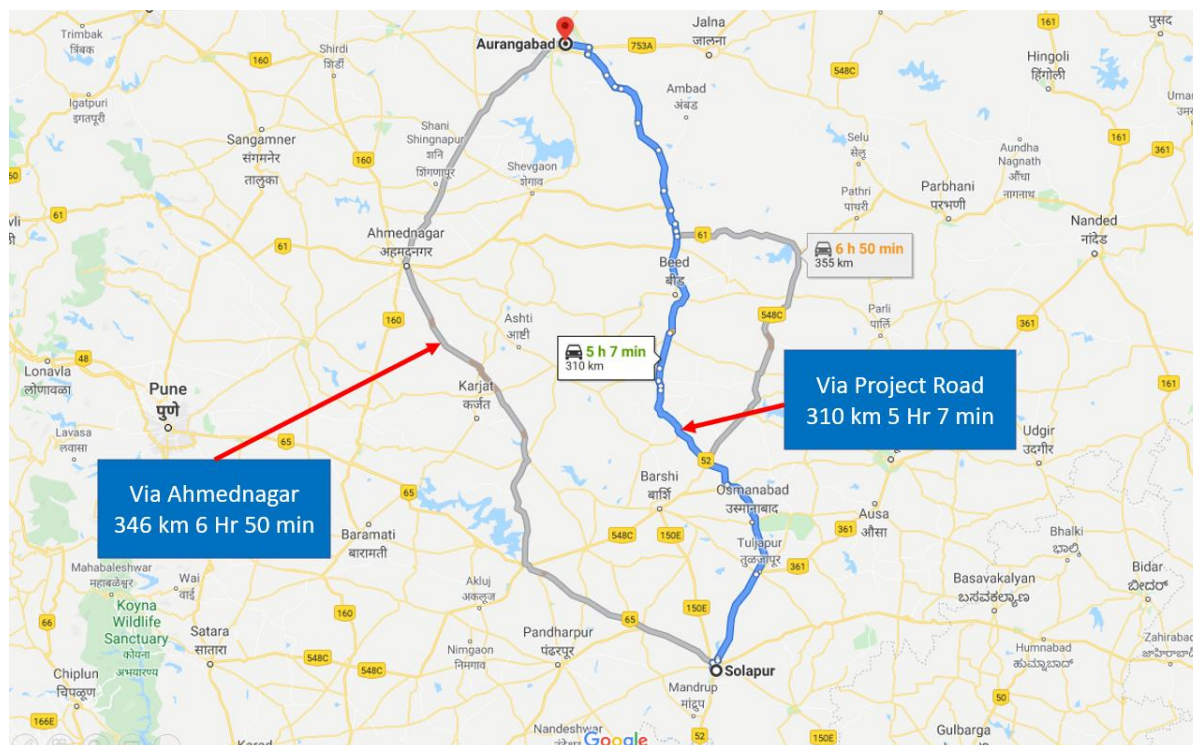 Trimbak
त्रिंबक
Shirdi
शिर्डी
160
Aurangabad
753A
Jalna
जालना
161
पुसद
Hingoli
हिंगोली
548C
Igatpuri
इगतपुरी
Ambad
अंबड
Sangamner
संगमनेर
तालुका
Shani
Shingnapur
शनि
शिंगणापुर
Shevgaon
शेगाव
160
60
Selu
सेलू
Aundha
Nagnath
औंधा
नागनाथ
161
361
Pathri
पाथरी
Parbhani
परभणी
61
61
Ahmednagar
अहमदनगर
61
Nanded
नांदेड
6 h 50 min
355 km
Beed
बीड
160
Ashti
आष्टी
548C
Parli
पार्लि
361
48
Lonavla
लोणावळा
5 h 7 min
310 km
Pune
पुणे
Karjat
कर्जत
Via Project Road
310 km 5 Hr 7 min
161
Lavasa
लवासा
65
Udgir
उदगीर
Via Ahmednagar
346 km 6 Hr 50 min
65
52
Barshi
बार्शि
Osmanabad
उस्मानाबाद
Ausa
औसा
361
Baramati
बारामती
548C
150E
Tuljapur
तुळजापूर
361
Bhalki
Mahabaleshwar
महाबळेश्वर
Wai
वाई
Akluj
अकलूज
Basavakalyan
ಬಸವಕಲ್ಯಾಣ
Bidar
ಬೀದರ್
Koyna
Wildlife
Sanctuary
कोयना
अभयारण्य
66
160
65
150E
Satara
सातारा
548C
548C
Nimgaon
निमगाव
Pandharpur
पंढरपूर
Solapur
Humnabad
ಹುಮ್ನಾಬಾದ್
Zahirabad
Chiplun
चिपळूण
Mandrup
मांद्रुप
50
166E
Nandeshwar
Google
Gulbarga